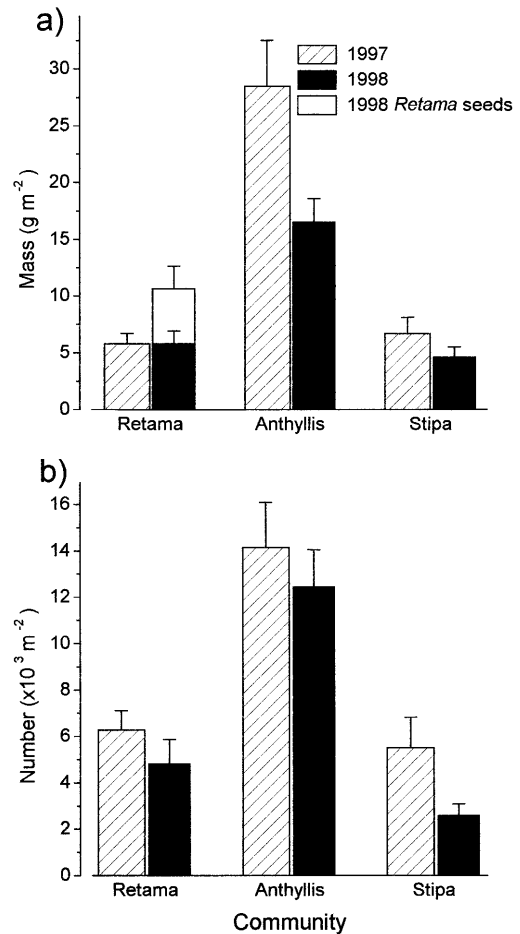 a)
1997
1998
1998 Retama seeds
Mass (g m⁻²)
30
25
20
15
10
5
0
Retama Anthyllis Stipa
b)
Number (x10³ m⁻²)
16
14
12
10
8
6
4
2
0
Retama Anthyllis Stipa
Community